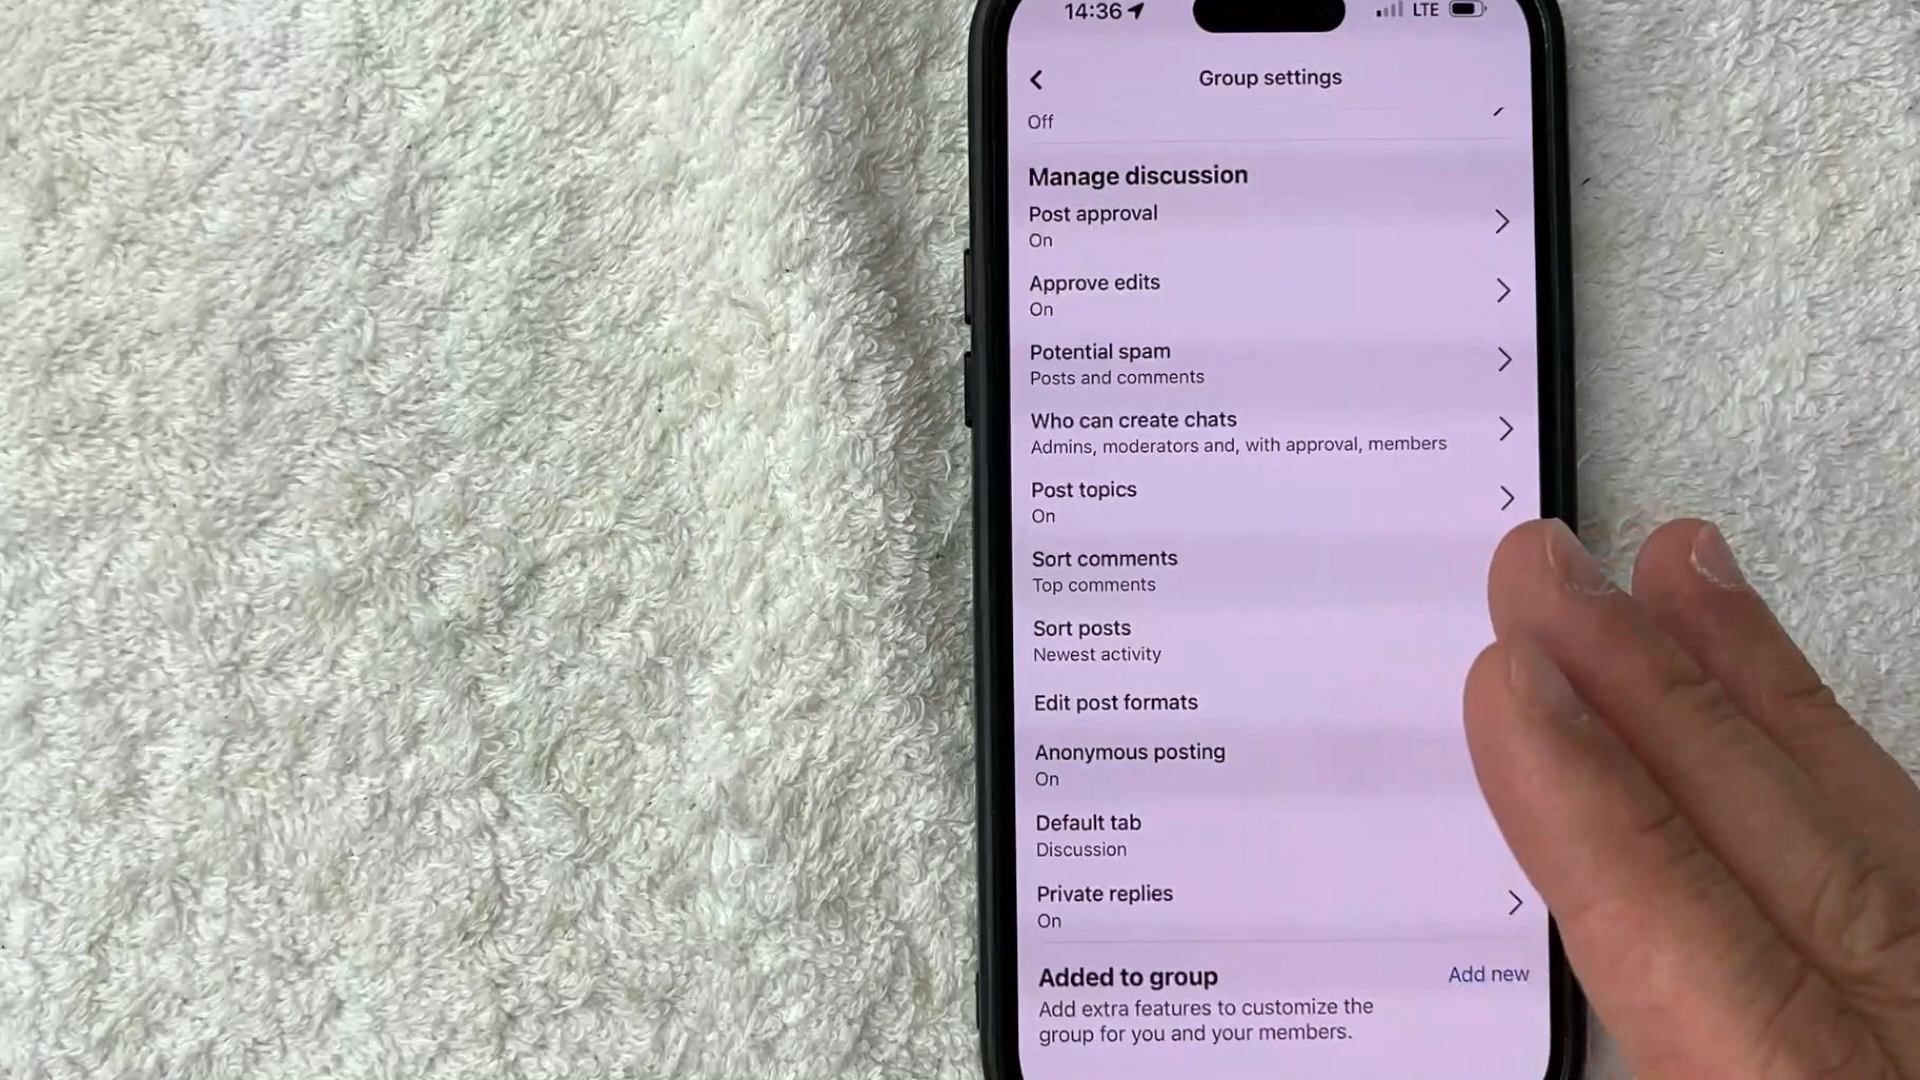 14:36
LTE
Group settings
Off
Manage discussion
Post approval
On
Approve edits
On
Potential spam
Posts and comments
Who can create chats
Admins, moderators and, with approval, members
Post topics
On
Sort comments
Top comments
Sort posts
Newest activity
Edit post formats
Anonymous posting
On
Default tab
Discussion
Private replies
On
Added to group
Add new
Add extra features to customize the
group for you and your members.